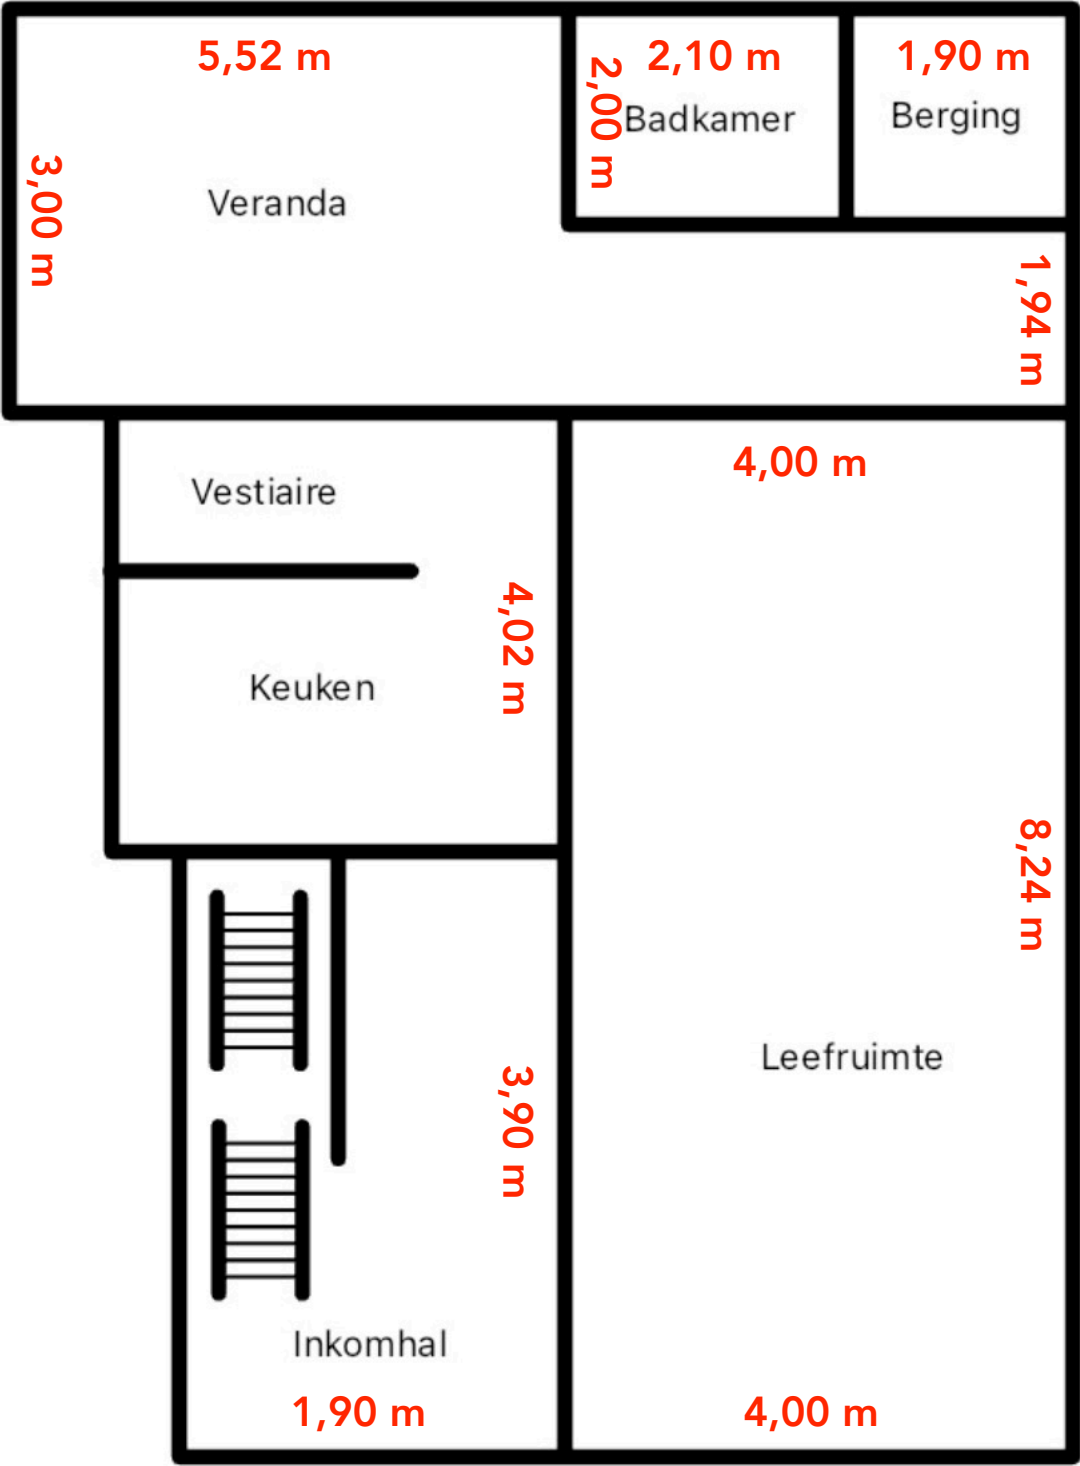 5,52 m
2,10 m
1,90 m
2,00 m
Badkamer
Berging
3,00 m
Veranda
1,94 m
4,00 m
Vestiaire
4,02 m
Keuken
8,24 m
Leefruimte
3,90 m
Inkomhal
1,90 m
4,00 m